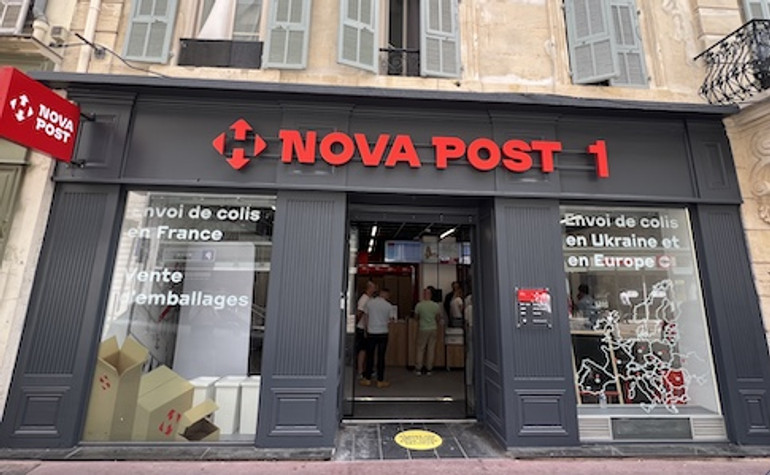 NOVA
POST
NOVA POST 1
Envoi de colis
en France
Vente
d'emballages
Envoi de colis
en Ukraine et
en Europe